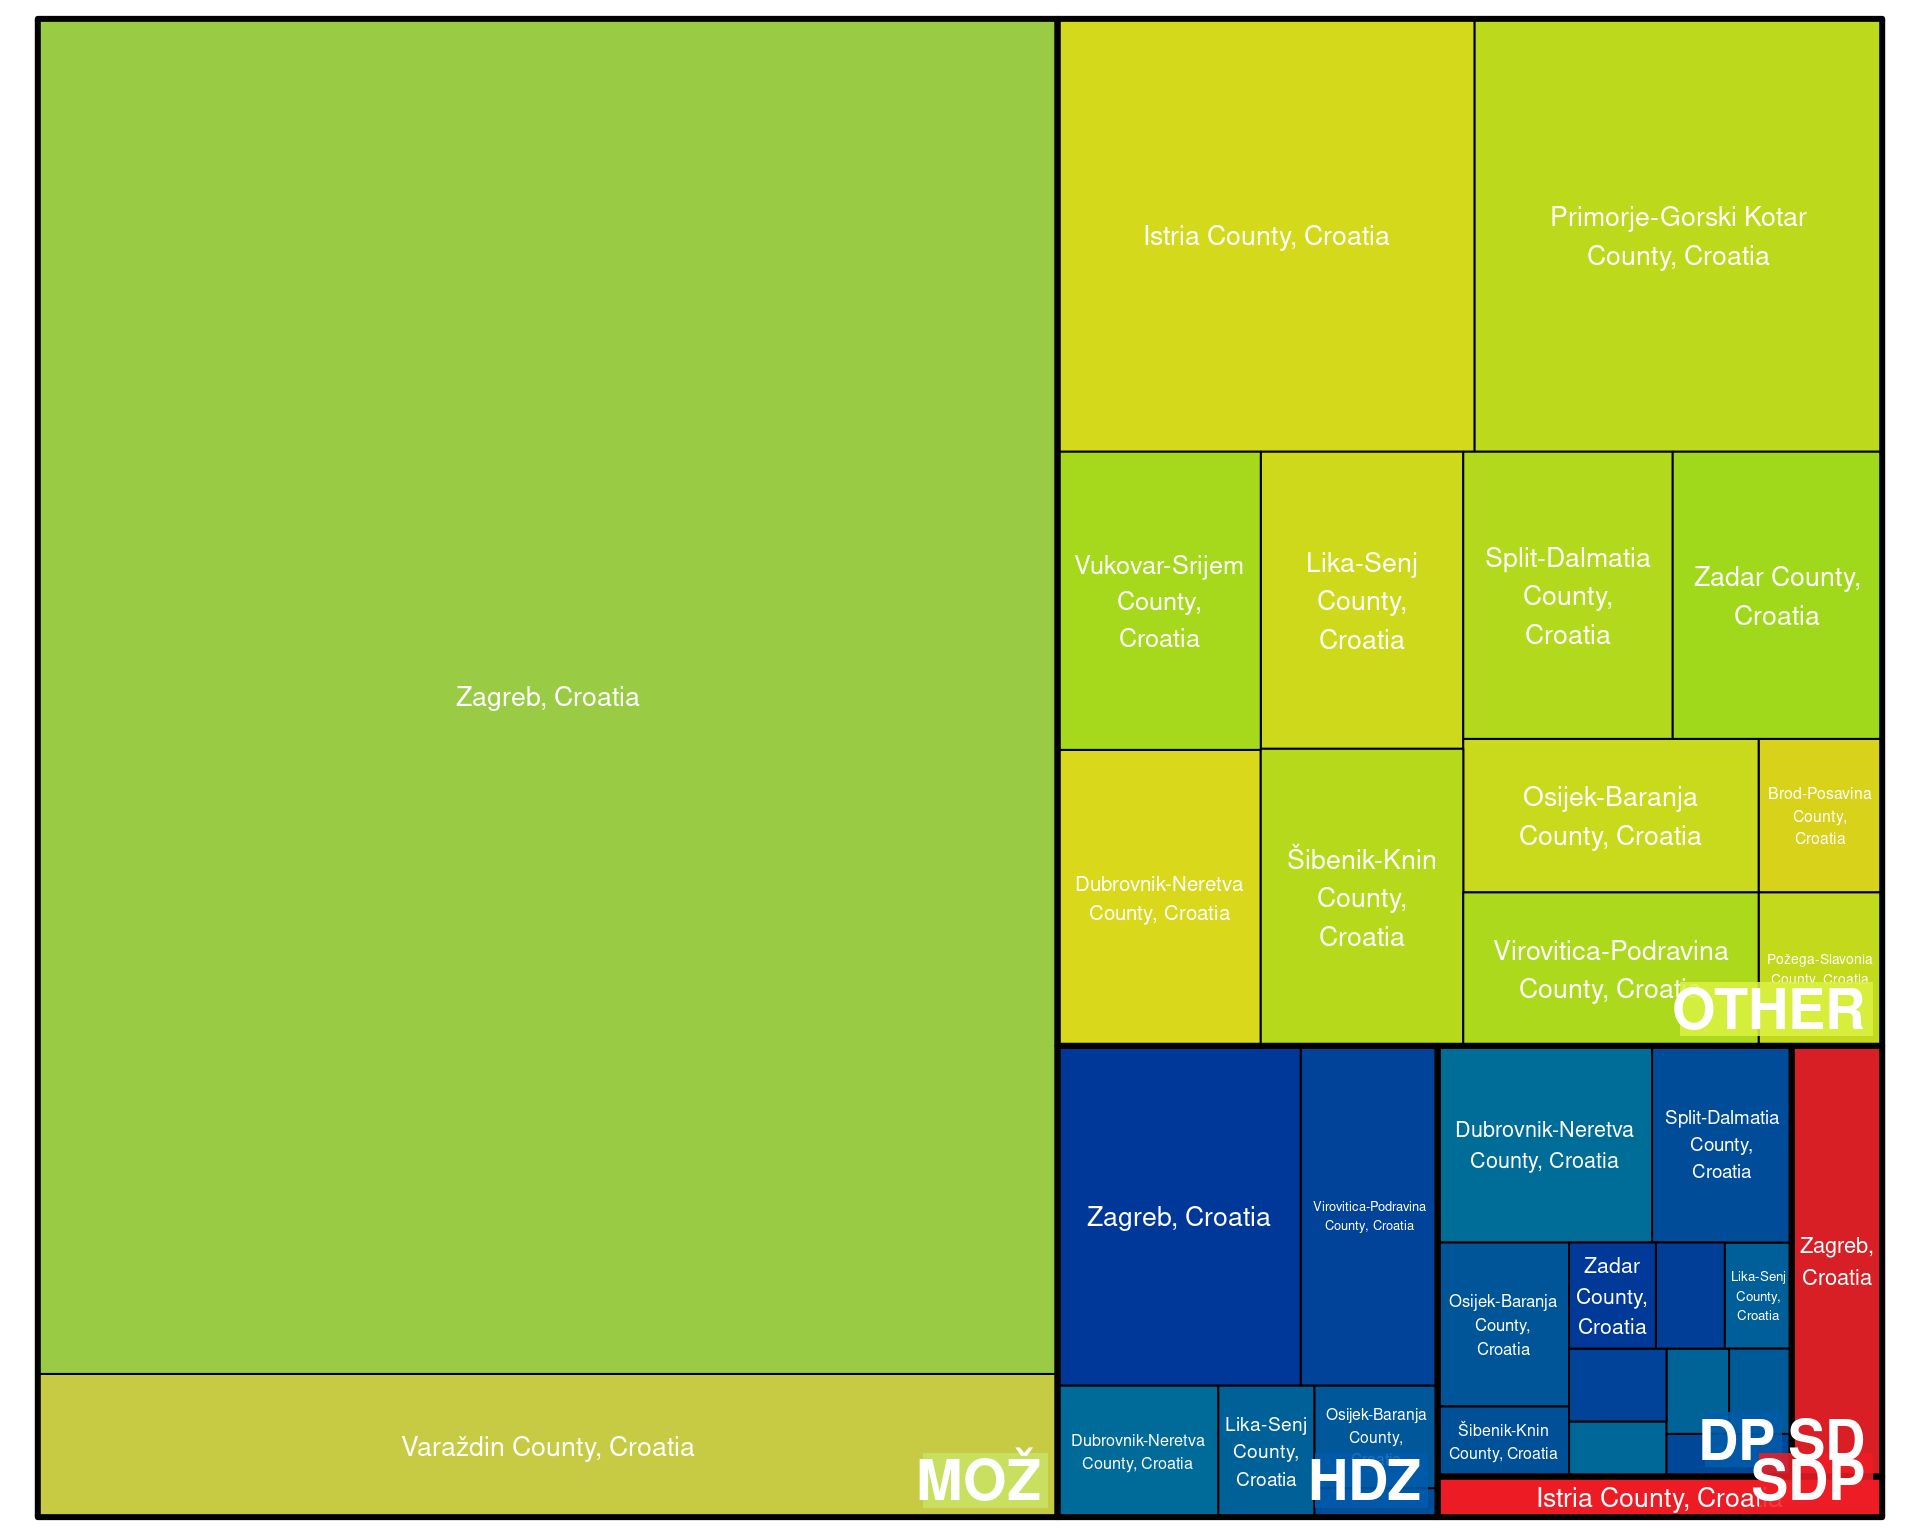 Zagreb, Croatia
Varaždin County, Croatia
MOŽ
Istria County, Croatia
Primorje-Gorski Kotar
County, Croatia
Vukovar-Srijem
County,
Croatia
Lika-Senj
County,
Croatia
Split-Dalmatia
County,
Croatia
Zadar County,
Croatia
Dubrovnik-Neretva
County, Croatia
Šibenik-Knin
County,
Croatia
Osijek-Baranja
County, Croatia
Brod-Posavina
County,
Croatia
Virovitica-Podravina
County, Croatia
Požega-Slavonia
County, Croatia
OTHER
Zagreb, Croatia
Virovitica-Podravina
County, Croatia
Dubrovnik-Neretva
County, Croatia
Lika-Senj
County,
Croatia
Osijek-Baranja
County,
HDZ
Dubrovnik-Neretva
County, Croatia
Split-Dalmatia
County,
Croatia
Osijek-Baranja
County,
Croatia
Zadar
County,
Croatia
Lika-Senj
County,
Croatia
Šibenik-Knin
County, Croatia
DP
Zagreb,
Croatia
SD
Istria County, Croatia
SDP